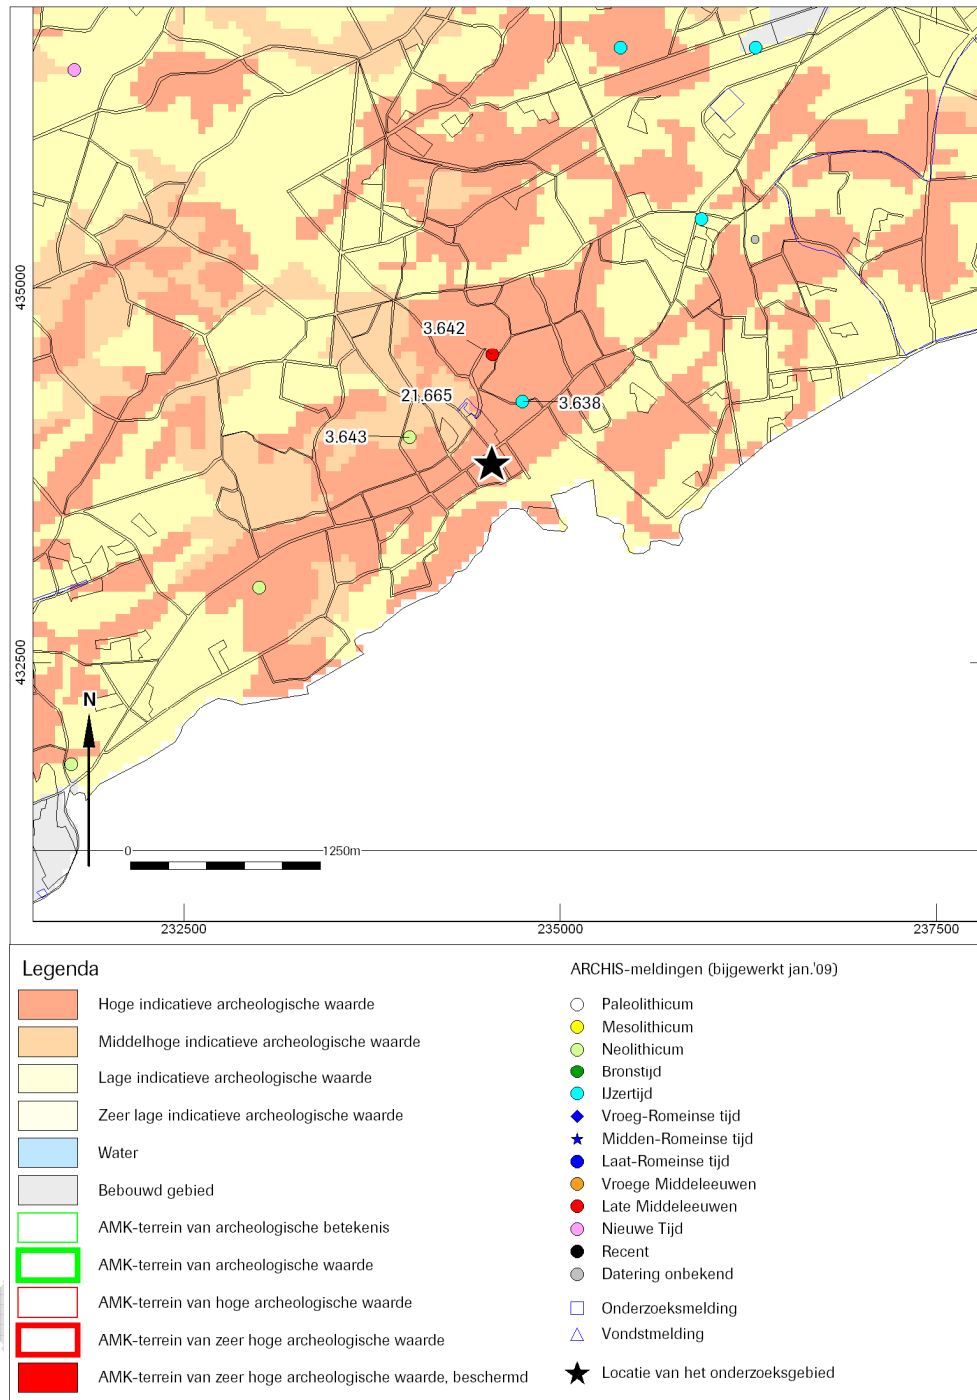 435000
3.642
21.665
3.638
3.643
432500
N
0 1250m
232500 235000 237500
Legenda
Hoge indicatieve archeologische waarde
Middelhoge indicatieve archeologische waarde
Lage indicatieve archeologische waarde
Zeer lage indicatieve archeologische waarde
Water
Bebouwd gebied
AMK-terrein van archeologische betekenis
AMK-terrein van archeologische waarde
AMK-terrein van hoge archeologische waarde
AMK-terrein van zeer hoge archeologische waarde
AMK-terrein van zeer hoge archeologische waarde, beschermd
ARCHIS-meldingen (bijgewerkt jan.'09)
Paleolithicum
Mesolithicum
Neolithicum
Bronstijd
IJzertijd
Vroeg-Romeinse tijd
Midden-Romeinse tijd
Laat-Romeinse tijd
Vroege Middeleeuwen
Late Middeleeuwen
Nieuwe Tijd
Recent
Datering onbekend
Onderzoeksmelding
Vondstmelding
Locatie van het onderzoeksgebied